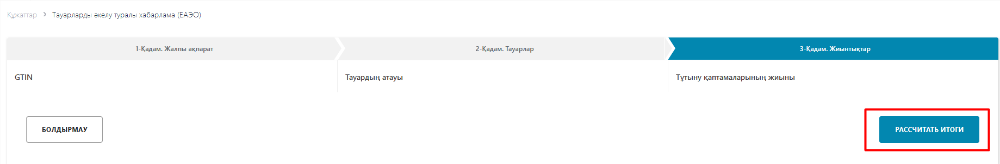 Құжаттар > Тауарларды әкелу туралы хабарлама (ЕАЭО)
1-Қадам. Жалпы ақпарат
2-Қадам. Тауарлар
3-Қадам. Жиынтықтар
GTIN
Тауардың атауы
Тұтыну қаптамаларының жиыны
БОЛДЫРМАУ
РАССЧИТАТЬ ИТОГИ